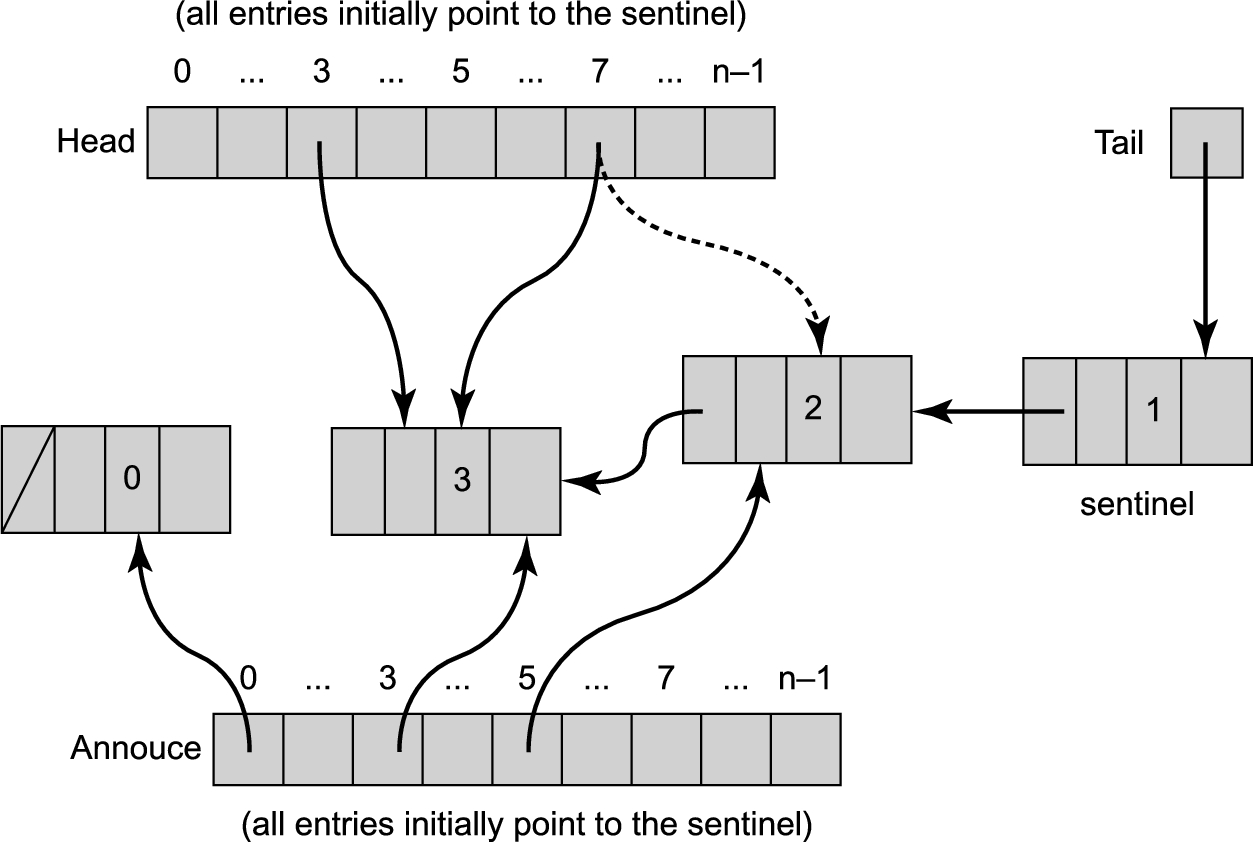 (all entries initially point to the sentinel)
0 ... 3 ... 5 ... 7 ... n–1
Head
Tail
2
1
0
3
sentinel
0 ... 3 ... 5 ... 7 ... n–1
Annouce
(all entries initially point to the sentinel)